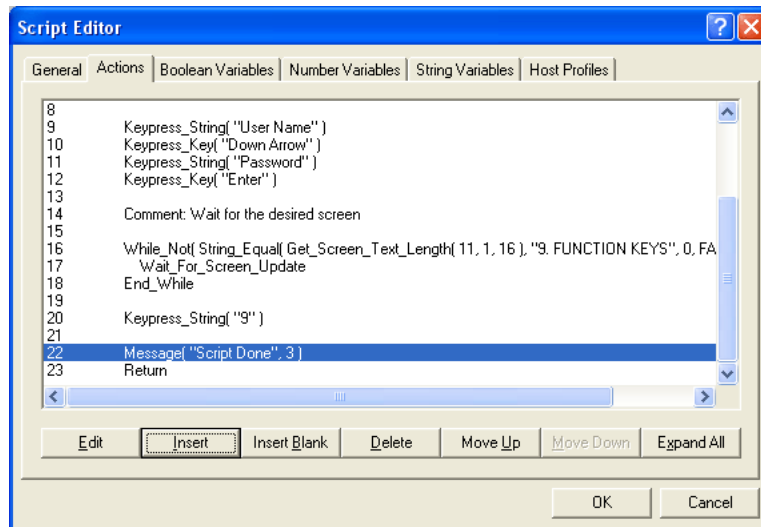 Script Editor
General Actions Boolean Variables Number Variables String Variables Host Profiles
8
9 Keypress_String( "User Name" )
10 Keypress_Key( "Down Arrow" )
11 Keypress_String( "Password" )
12 Keypress_Key( "Enter" )
13
14 Comment: Wait for the desired screen
15
16 While_Not( String_Equal( Get_Screen_Text_Length( 11, 1, 16 ), "9. FUNCTION KEYS", 0, FA
17 Wait_For_Screen_Update
18 End_While
19
20 Keypress_String( "9" )
21
22 Message( "Script Done", 3 )
23 Return
Edit Insert Insert Blank Delete Move Up Move Down Expand All
OK Cancel